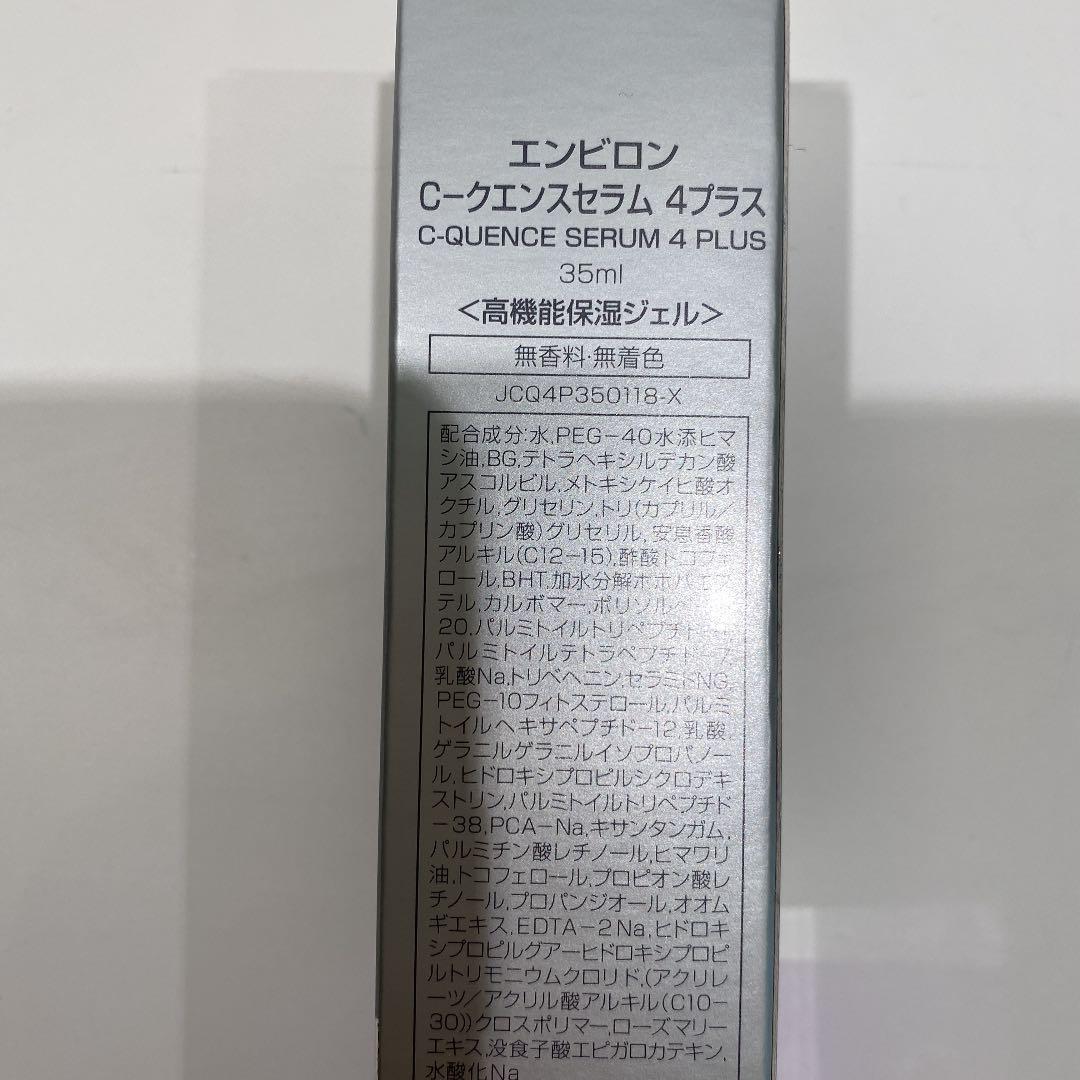 エンビロン
C-クエンスセラム 4プラス
C-QUENCE SERUM 4 PLUS
35ml
<高機能保湿ジェル>
無香料·無着色
JCQ4P350118-X
配合成分:水,PEG-40水添ヒマ
シ油,BG,テトラヘキシルデカン酸
アスコルビル,メトキシケイヒ酸オ
クチル,グリセリン,トリ(カプリル/
カプリン酸)グリセリル,安息香酸
アルキル(C12-15),酢酸トコフェ
ロール,BHT,加水分解ホホバエス
テル,カルボマー,ポリソル
20,パルミトイルトリペプチド
パルミトイルテトラペプチド-7,
乳酸Na,トリベヘニンセラミドNG,
PEG-10フィトステロール,パルミ
トイルヘキサペプチド-12,乳酸,
ゲラニルゲラニルイソプロパノー
ル,ヒドロキシプロピルシクロデキ
ストリン,パルミトイルトリペプチド
-38,PCA-Na,キサンタンガム,
パルミチン酸レチノール,ヒマワリ
油,トコフェロール,プロピオン酸レ
チノール,プロパンジオール,オオム
ギエキス,EDTA-2Na,ヒドロキ
シプロピルグアーヒドロキシプロピ
ルトリモニウムクロリド,(アクリレ
ーツ/アクリル酸アルキル(C10-
30))クロスポリマー,ローズマリー
エキス,没食子酸エピガロカテキン,
水酸化Na